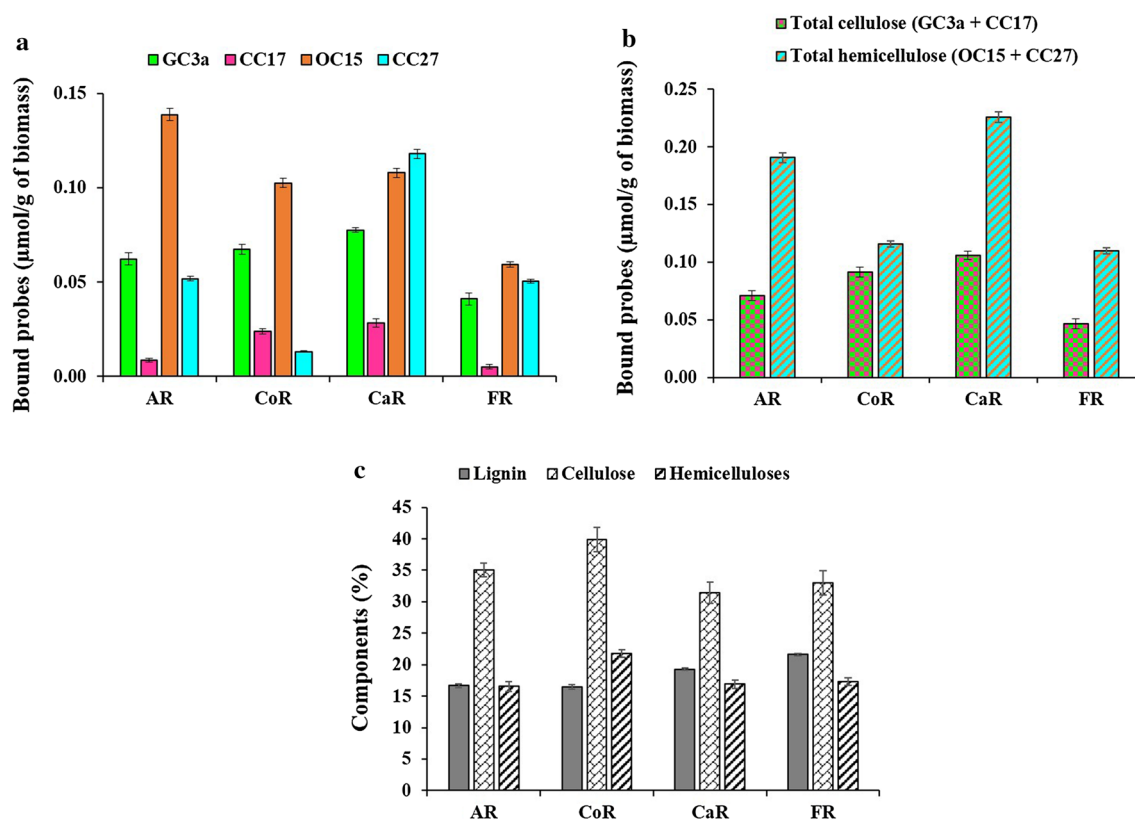 a
GC3a CC17 OC15 CC27
Bound probes (µmol/g of biomass)
0.15
0.10
0.05
0.00
AR CoR CaR FR
b
Total cellulose (GC3a + CC17)
Total hemicellulose (OC15 + CC27)
Bound probes (µmol/g of biomass)
0.25
0.20
0.15
0.10
0.05
0.00
AR CoR CaR FR
c
Lignin Cellulose Hemicelluloses
Components (%)
45
40
35
30
25
20
15
10
5
0
AR CoR CaR FR